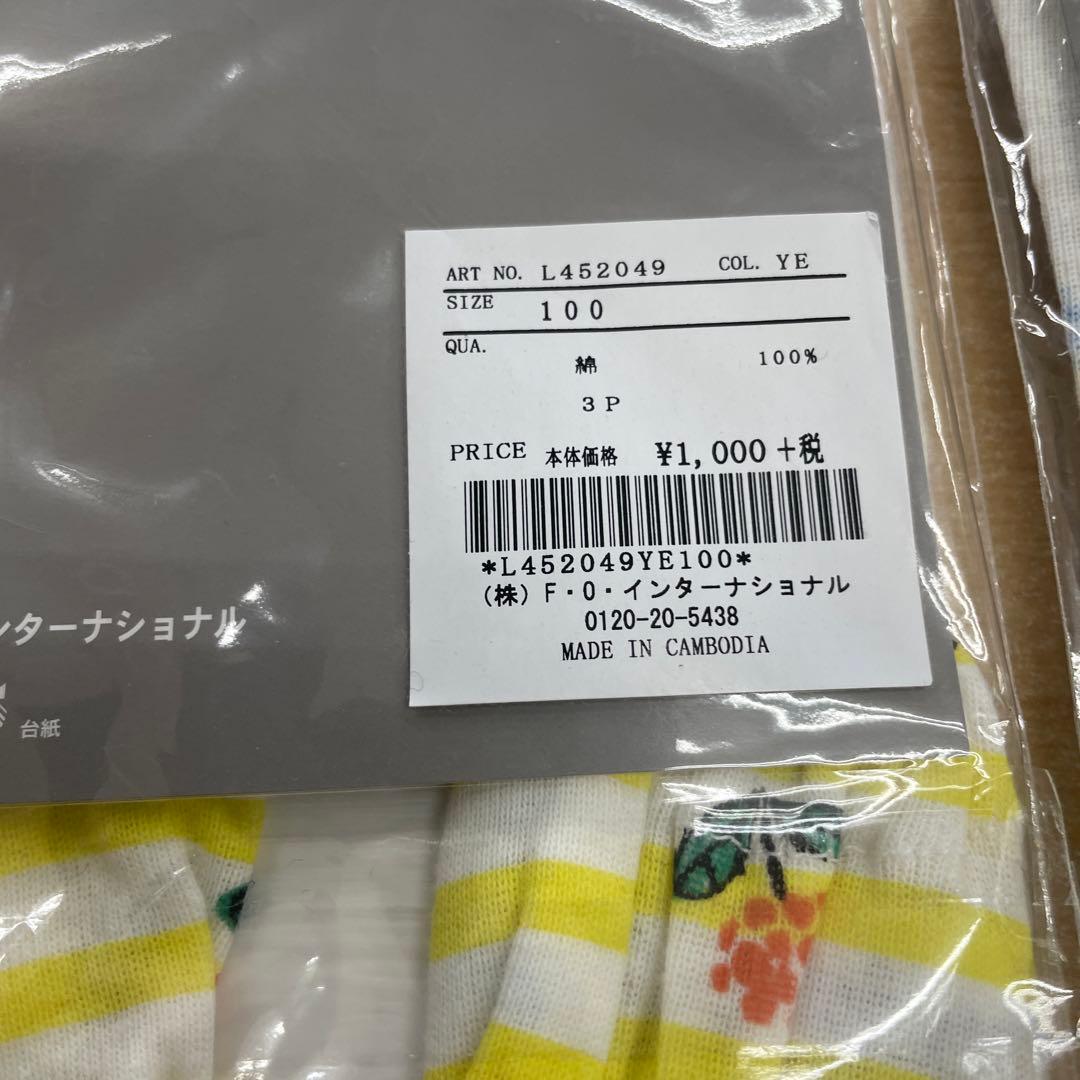 ART NO. L452049 COL. YE
SIZE 100
QUA.
綿 100%
3P
PRICE 本体価格 ¥1,000+税
*L452049YE100*
(株)F・O・インターナショナル
0120-20-5438
MADE IN CAMBODIA
ンターナショナル
台紙